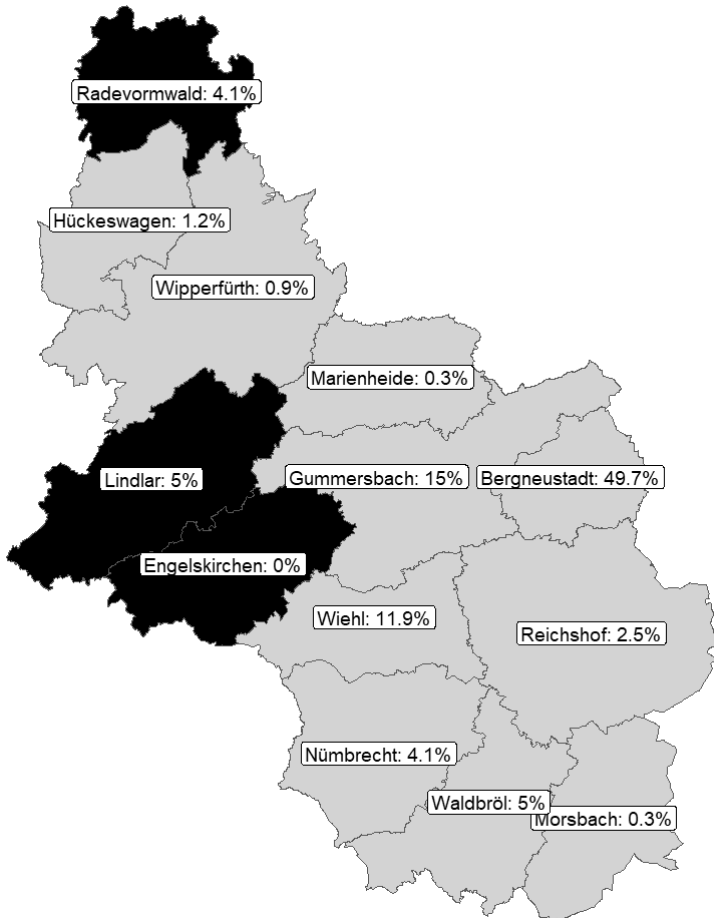 Radevormwald: 4.1%
Hückeswagen: 1.2%
Wipperfürth: 0.9%
Marienheide: 0.3%
Lindlar: 5%
Gummersbach: 15%
Bergneustadt: 49.7%
Engelskirchen: 0%
Wiehl: 11.9%
Reichshof: 2.5%
Nümbrecht: 4.1%
Waldbröl: 5%
Morsbach: 0.3%